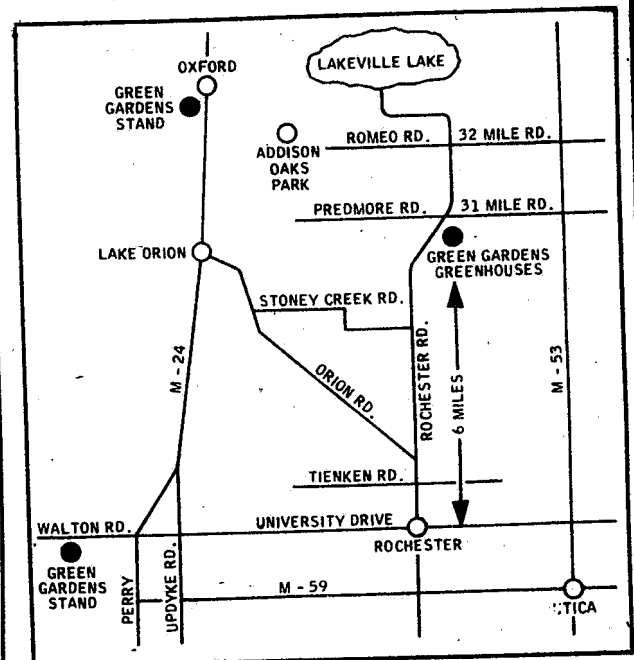 OXFORD
LAKEVILLE LAKE
GREEN
GARDENS
STAND
ADDISON
OAKS
PARK
ROMEO RD.
32 MILE RD.
PREDMORE RD.
31 MILE RD.
LAKE ORION
GREEN GARDENS
GREENHOUSES
STONEY CREEK RD.
M - 24
ORION RD.
ROCHESTER RD.
6 MILES
M - 53
TIENKEN RD.
WALTON RD.
UNIVERSITY DRIVE
ROCHESTER
GREEN
GARDENS
STAND
PERRY
UPDYKE RD.
M - 59
UTICA